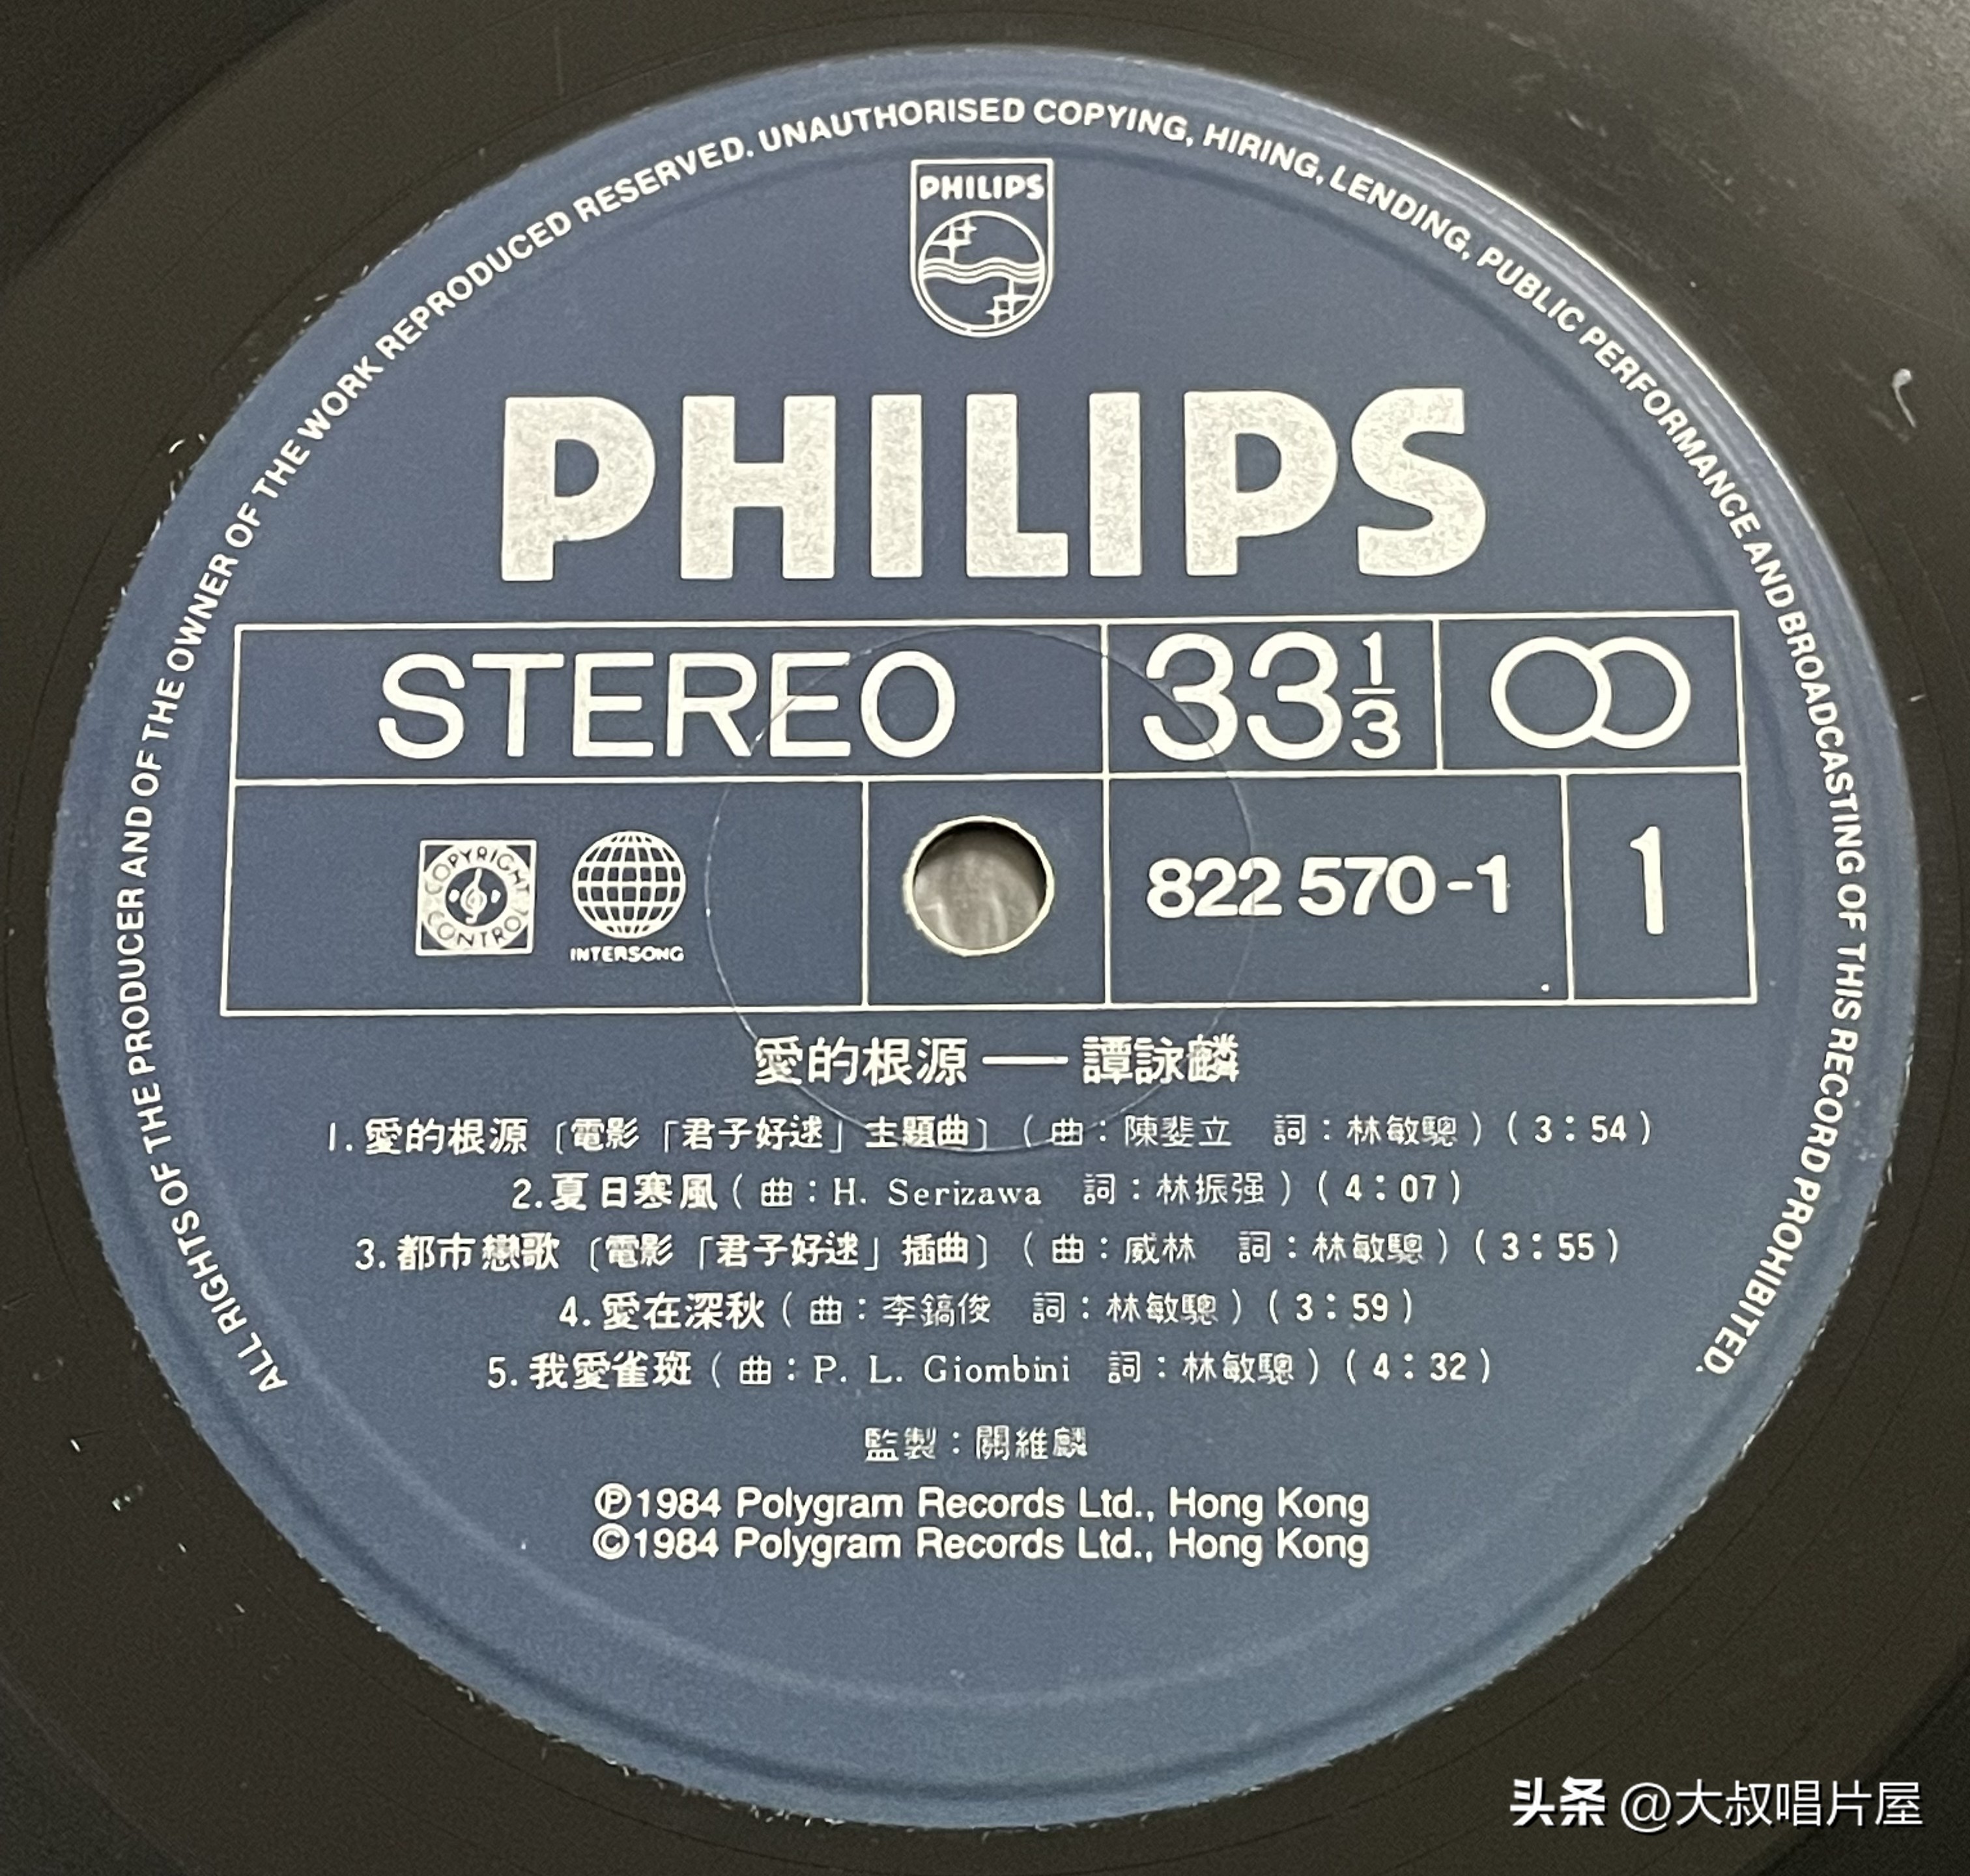 ALL RIGHTS OF THE PRODUCER AND OF THE OWNER OF THE WORK REPRODUCED RESERVED. UNAUTHORISED COPYING, HIRING, LENDING, PUBLIC PERFORMANCE AND BROADCASTING OF THIS RECORD PROHIBITED.
PHILIPS
PHILIPS
STEREO 33 1/3
COPYRIGHT CONTROL INTERSONG 822 570-1 1
愛的根源——譚詠麟
1. 愛的根源〔電影「君子好逑」主題曲〕（曲：陳斐立 詞：林敏驄）（3：54）
2. 夏日寒風（曲：H. Serizawa 詞：林振强）（4：07）
3. 都市戀歌〔電影「君子好逑」插曲〕（曲：威林 詞：林敏驄）（3：55）
4. 愛在深秋（曲：李鎬俊 詞：林敏驄）（3：59）
5. 我愛雀斑（曲：P. L. Giombini 詞：林敏驄）（4：32）
監製：關維麟
Ⓟ1984 Polygram Records Ltd., Hong Kong
©1984 Polygram Records Ltd., Hong Kong
头条 @大叔唱片屋